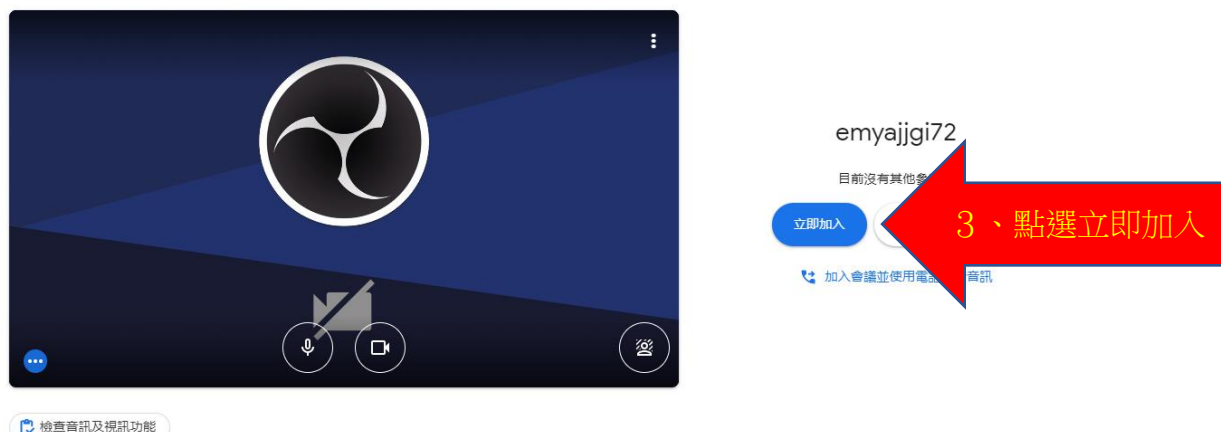 emyajjgi72
目前沒有其他
立即加入
3、點選立即加入
加入會議並使用電
音訊
檢查音訊及視訊功能